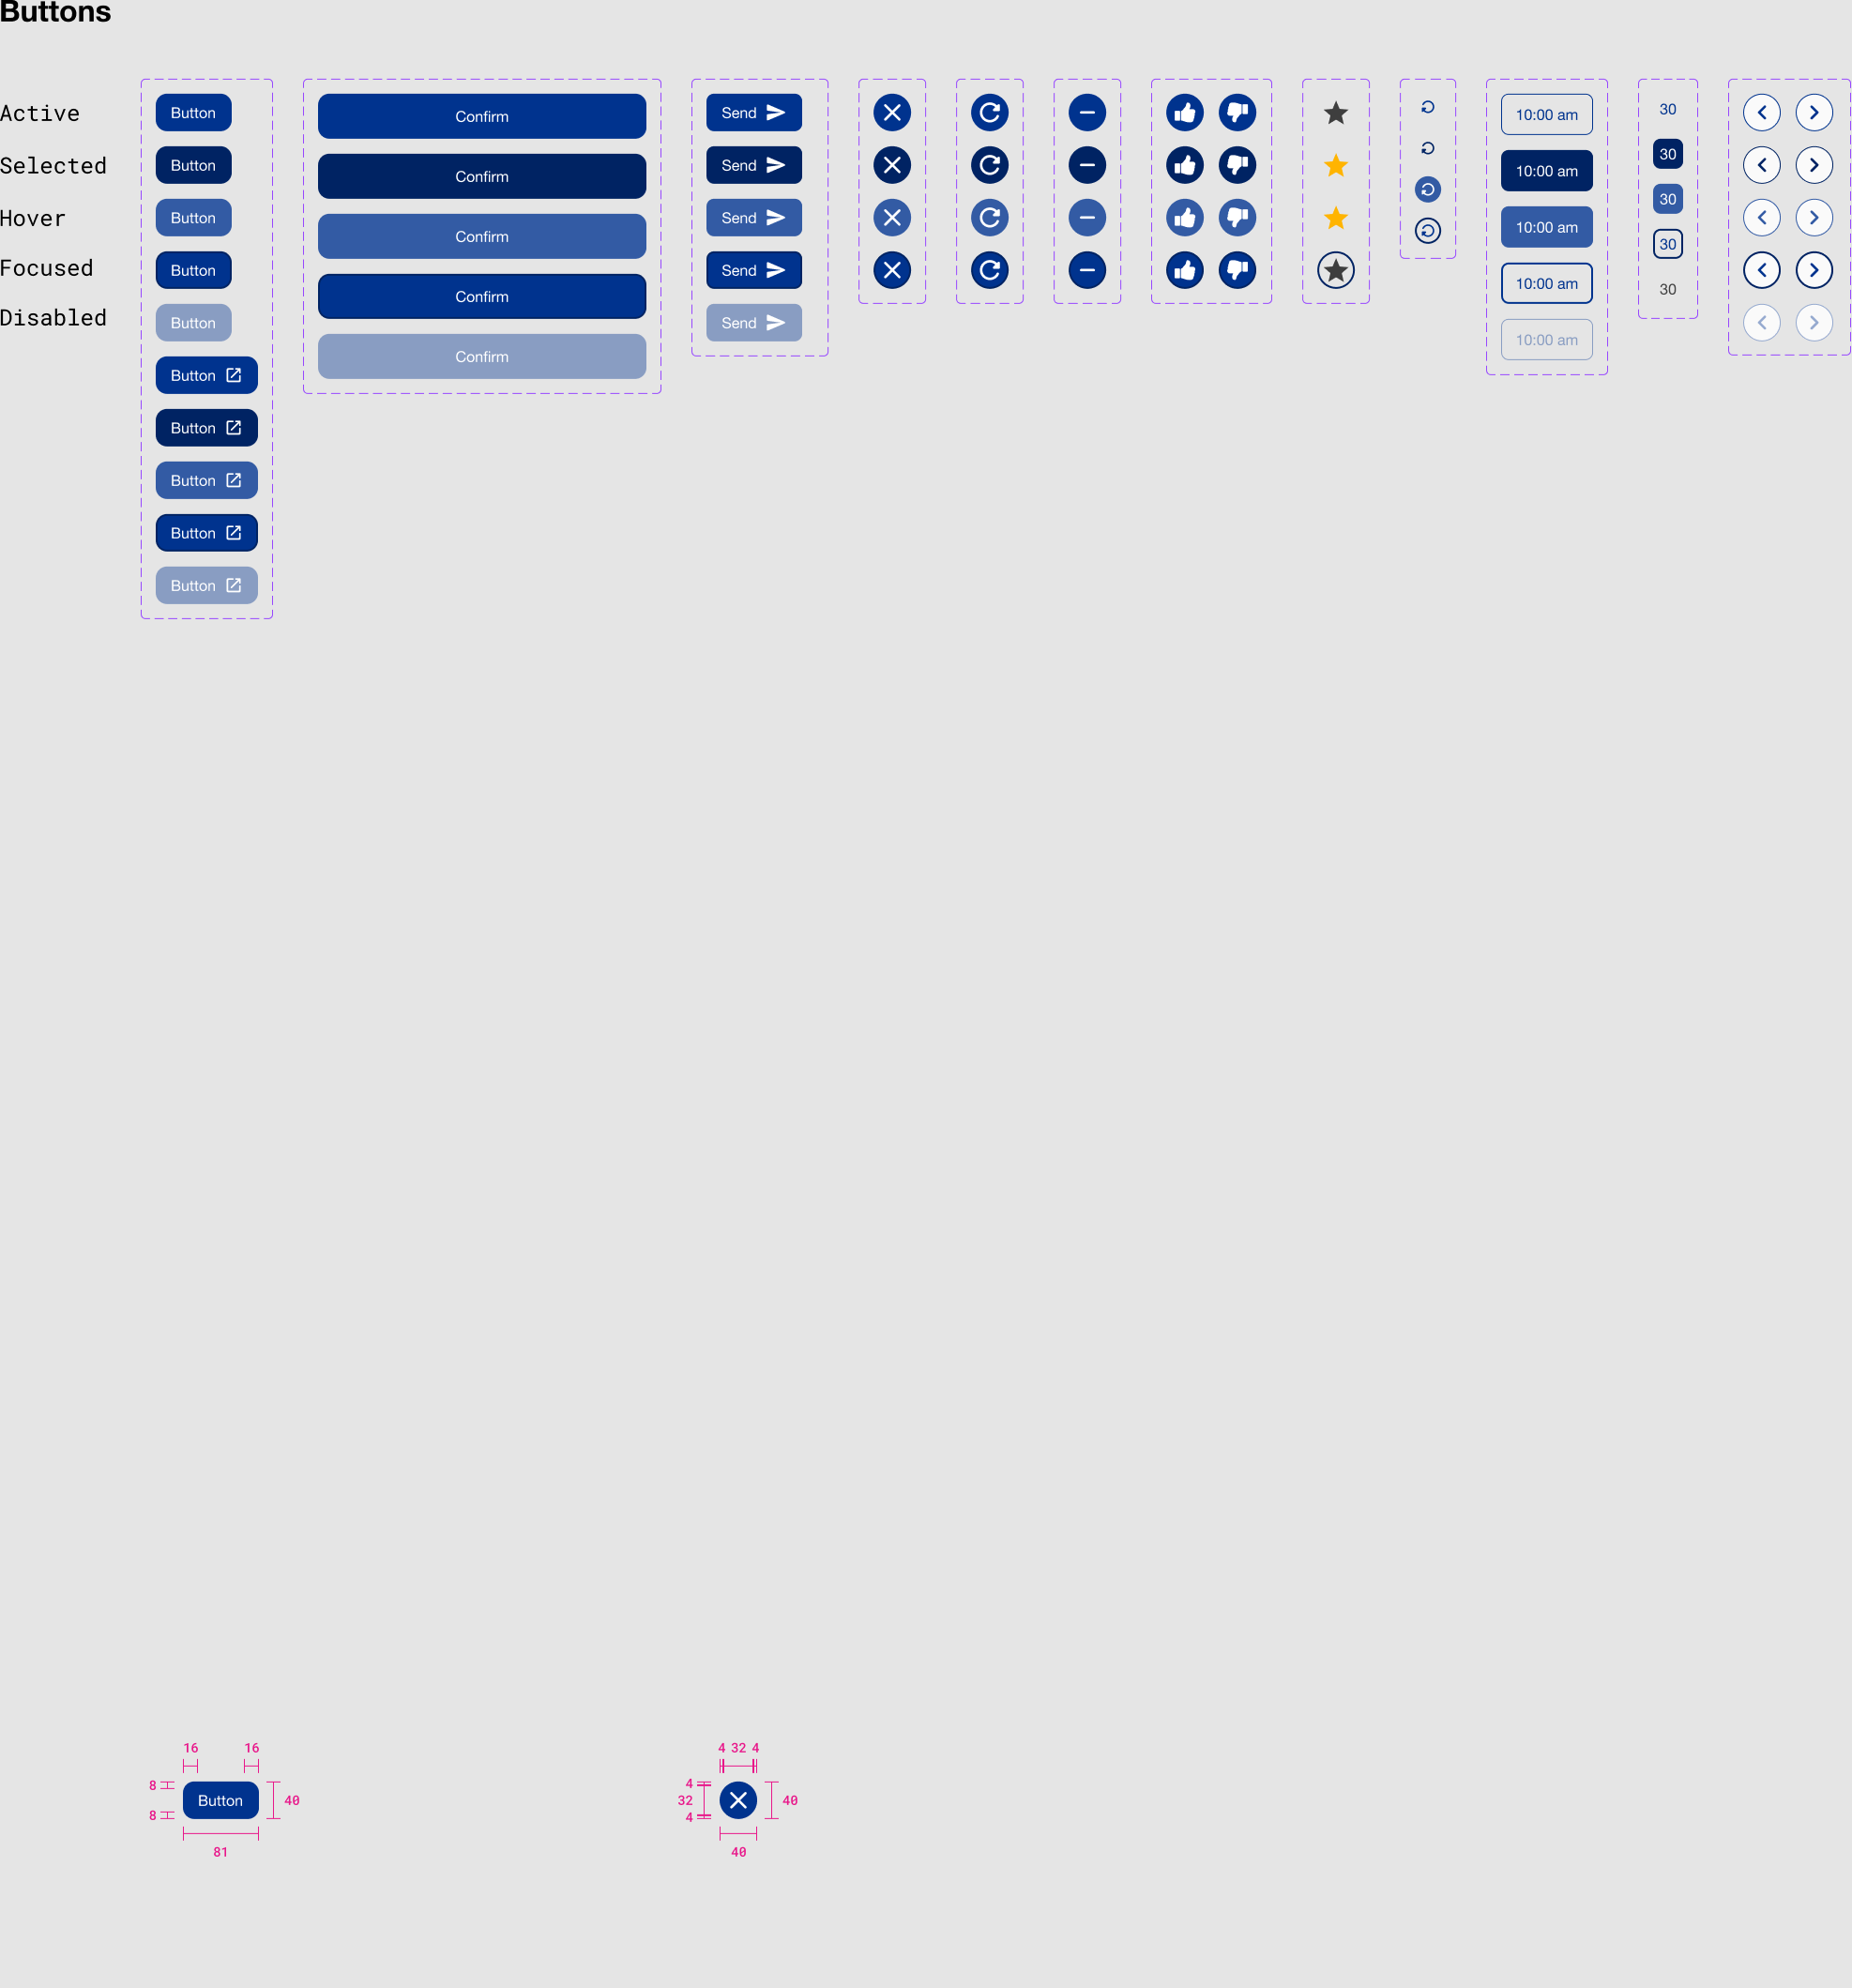 Buttons
Active
Selected
Hover
Focused
Disabled
Button
Button
Button
Button
Button
Button
Button
Button
Button
Button
Confirm
Confirm
Confirm
Confirm
Confirm
Send
Send
Send
Send
Send
10:00 am
10:00 am
10:00 am
10:00 am
10:00 am
30
30
30
30
30
16 16
8
8
Button
40
81
4 32 4
4
32
4
40
40